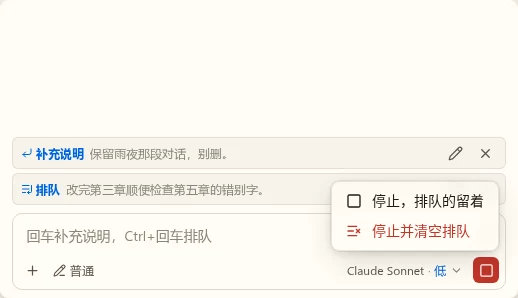 补充说明 保留雨夜那段对话，别删。
排队 改完第三章顺便检查第五章的错别字。
停止，排队的留着
停止并清空排队
回车补充说明，Ctrl+回车排队
普通
Claude Sonnet · 低